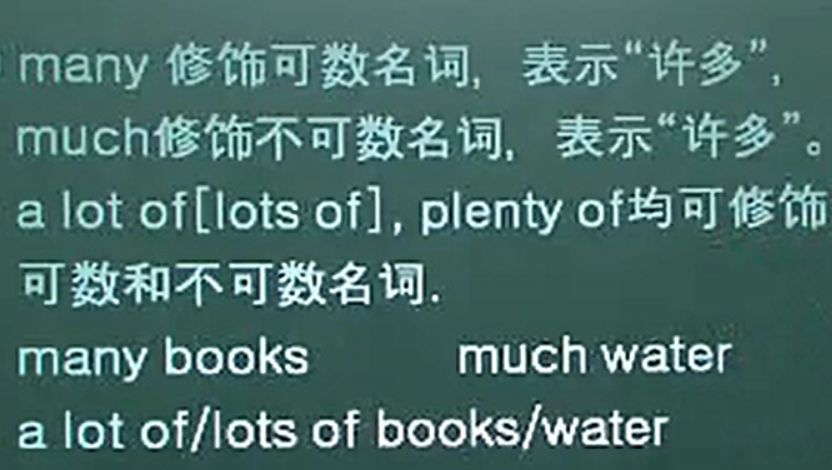 many 修饰可数名词，表示“许多”，
much修饰不可数名词，表示“许多”。
a lot of[lots of], plenty of均可修饰
可数和不可数名词.
many books much water
a lot of/lots of books/water